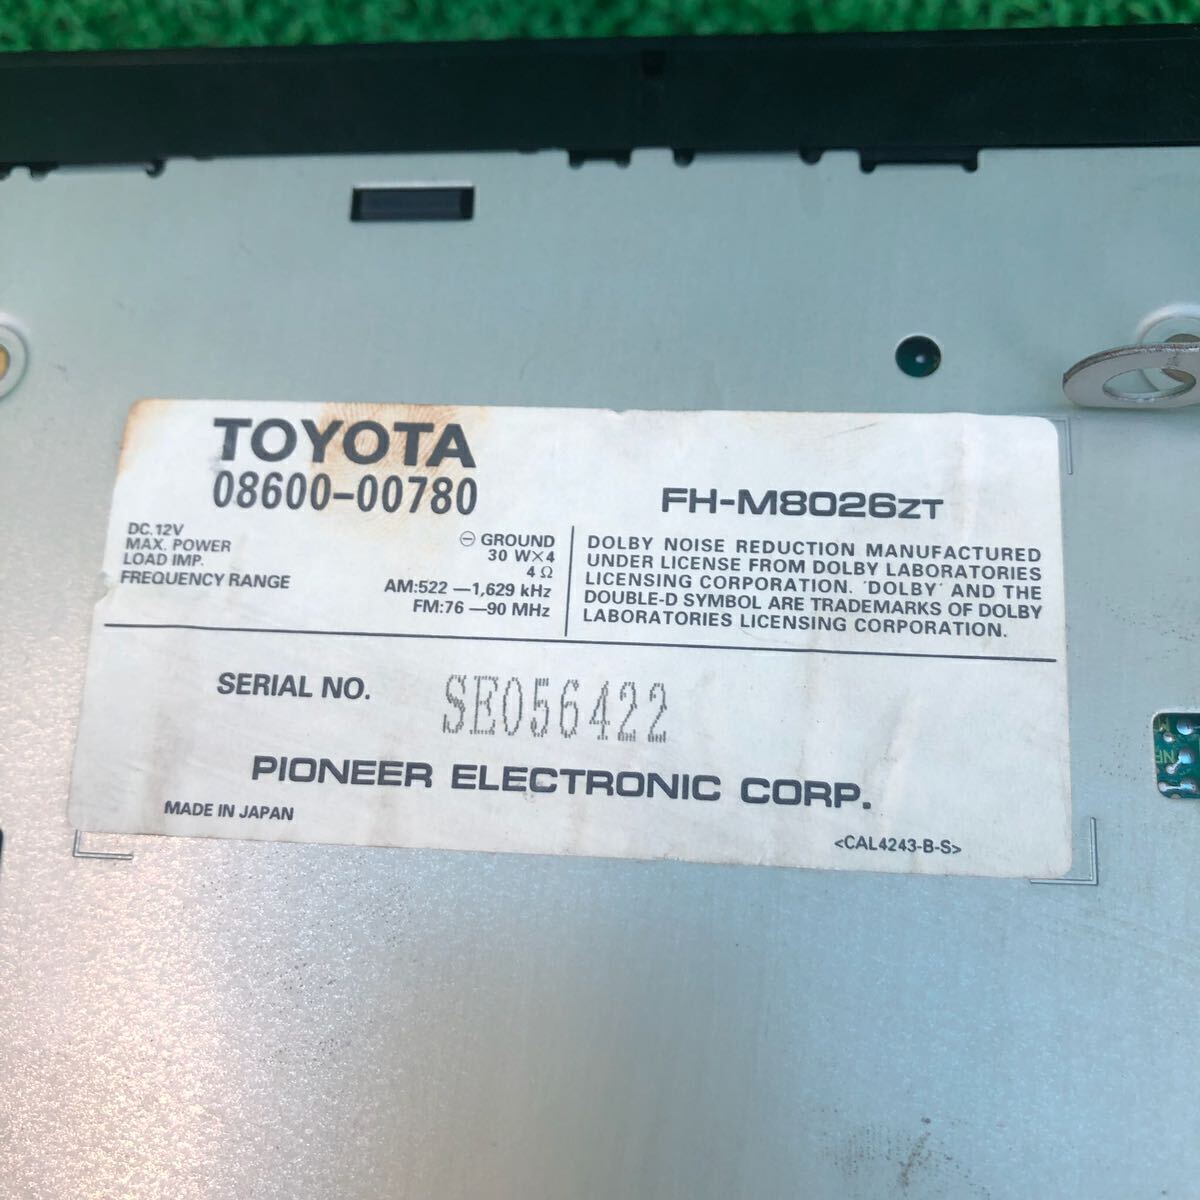 TOYOTA
08600-00780
FH-M8026ZT
DC.12V ⊖ GROUND
MAX. POWER 30 W×4
LOAD IMP. 4 Ω
FREQUENCY RANGE AM:522 —1,629 kHz
FM:76 —90 MHz
DOLBY NOISE REDUCTION MANUFACTURED
UNDER LICENSE FROM DOLBY LABORATORIES
LICENSING CORPORATION. 'DOLBY' AND THE
DOUBLE-D SYMBOL ARE TRADEMARKS OF DOLBY
LABORATORIES LICENSING CORPORATION.
SERIAL NO. SE056422
PIONEER ELECTRONIC CORP.
MADE IN JAPAN
<CAL4243-B-S>